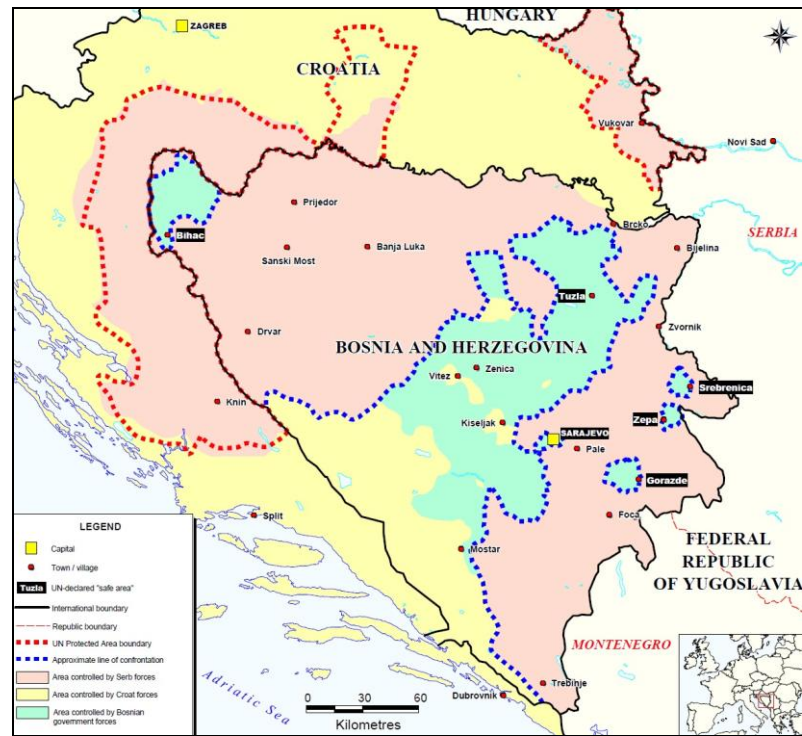 HUNGARY
ZAGREB
CROATIA
Vukovar
Novi Sad
Prijedor
Brcko
SERBIA
Bihac
Sanski Most
Banja Luka
Bijelina
Tuzla
Zvornik
Drvar
BOSNIA AND HERZEGOVINA
Vitez
Zenica
Srebrenica
Knin
Kiseljak
Zepa
SARAJEVO
Pale
Gorazde
Split
Foca
Mostar
FEDERAL
REPUBLIC
OF YUGOSLAVIA
MONTENEGRO
Trebinje
Dubrovnik
Adriatic Sea
0 30 60
Kilometres
LEGEND
Capital
Town / village
Tuzla UN-declared "safe area"
International boundary
Republic boundary
UN Protected Area boundary
Approximate line of confrontation
Area controlled by Serb forces
Area controlled by Croat forces
Area controlled by Bosnian
government forces